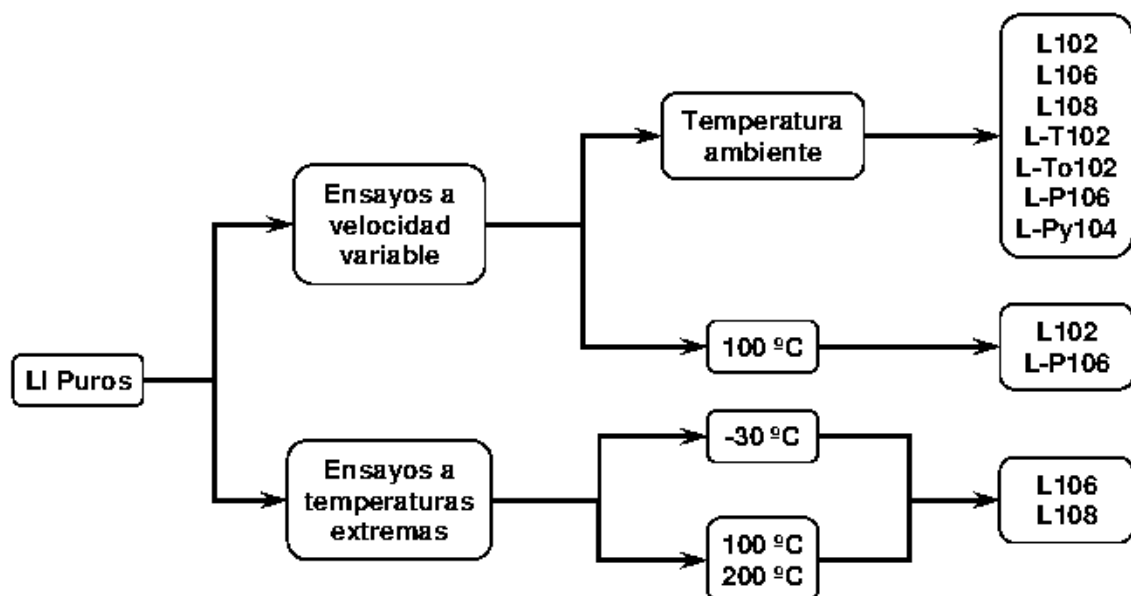 LI Puros
Ensayos a
velocidad
variable
Temperatura
ambiente
L102
L106
L108
L-T102
L-To102
L-P106
L-Py104
100 ºC
L102
L-P106
Ensayos a
temperaturas
extremas
-30 ºC
100 ºC
200 ºC
L106
L108